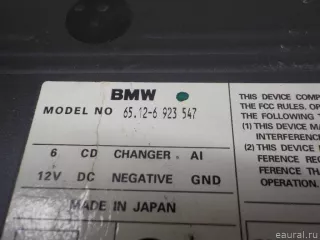 BMW
MODEL NO 65.12-6 923 547
6 CD CHANGER AI
12V DC NEGATIVE GND
MADE IN JAPAN
THIS DEVICE COMP
THE FCC RULES. OP
THE FOLLOWING T
(1) THIS DEVICE MA
INTERFERENCE
(2) THIS DEVICE
FERENCE REC
FERENCE THA
OPERATION.
eaural.ru